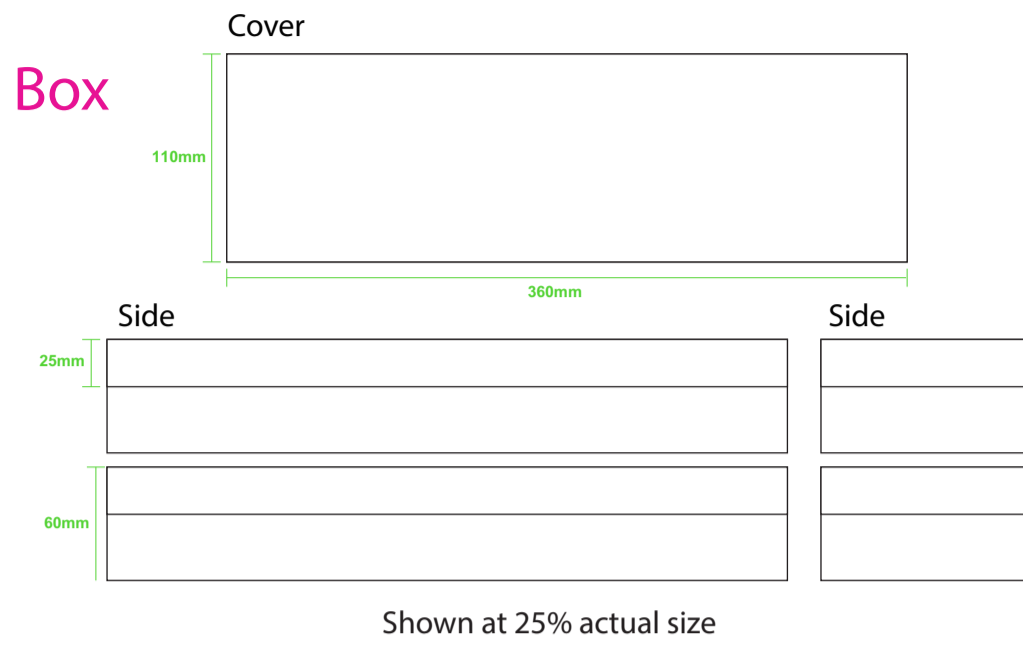 Cover
Box
110mm
360mm
Side
Side
25mm
60mm
Shown at 25% actual size